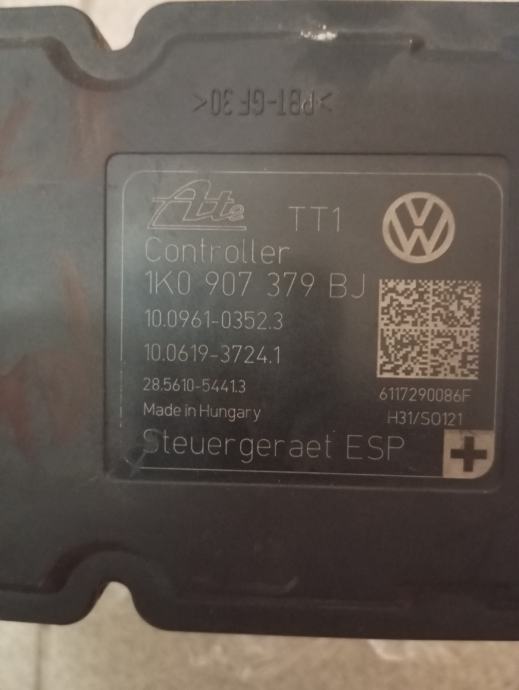 >PBT-GF30<
Ate TT1
Controller
1K0 907 379 BJ
10.0961-0352.3
10.0619-3724.1
28.5610-5441.3
6117290086F
Made in Hungary
H31/SO121
Steuergeraet ESP